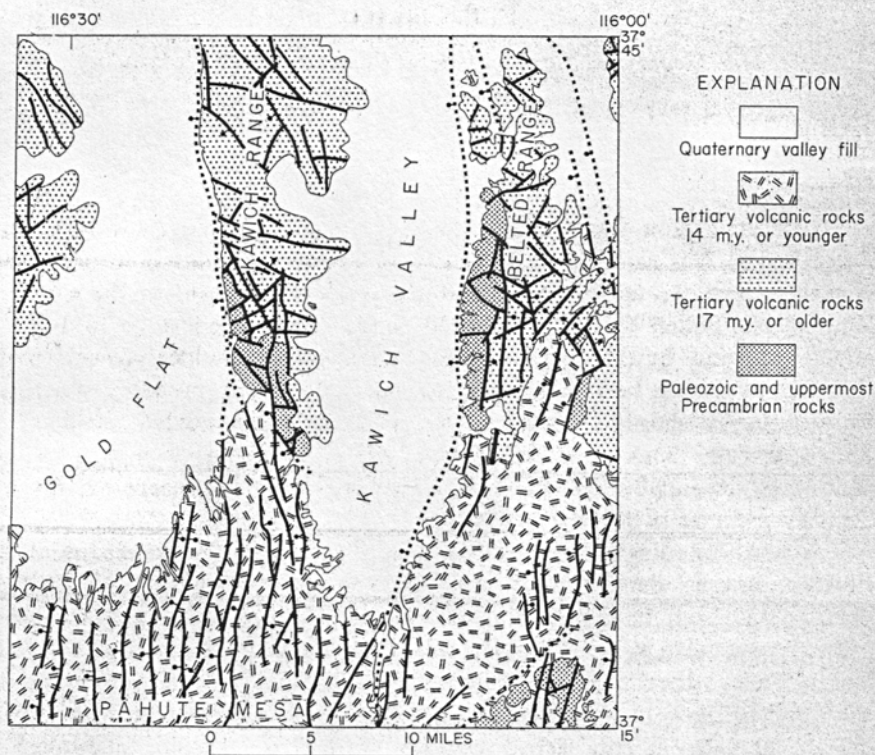 116°30'
116°00'
37°
45'
EXPLANATION
Quaternary valley fill
Tertiary volcanic rocks
14 m.y. or younger
Tertiary volcanic rocks
17 m.y. or older
Paleozoic and uppermost
Precambrian rocks
KAWICH RANGE
KAWICH VALLEY
BELTED RANGE
GOLD FLAT
PAHUTE MESA
37°
15'
0 5 10 MILES